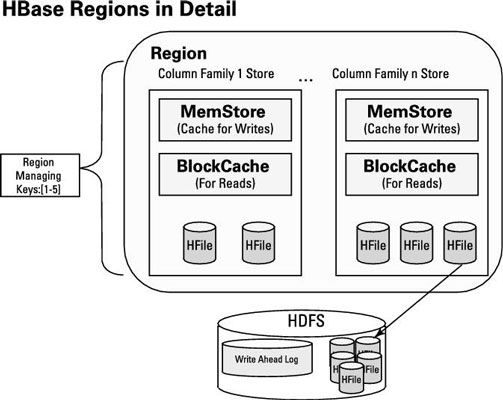 HBase Regions in Detail
Region
Column Family 1 Store ... Column Family n Store
MemStore
(Cache for Writes)
BlockCache
(For Reads)
HFile HFile
MemStore
(Cache for Writes)
BlockCache
(For Reads)
HFile HFile HFile
Region
Managing
Keys:[1-5]
HDFS
Write Ahead Log
HFile